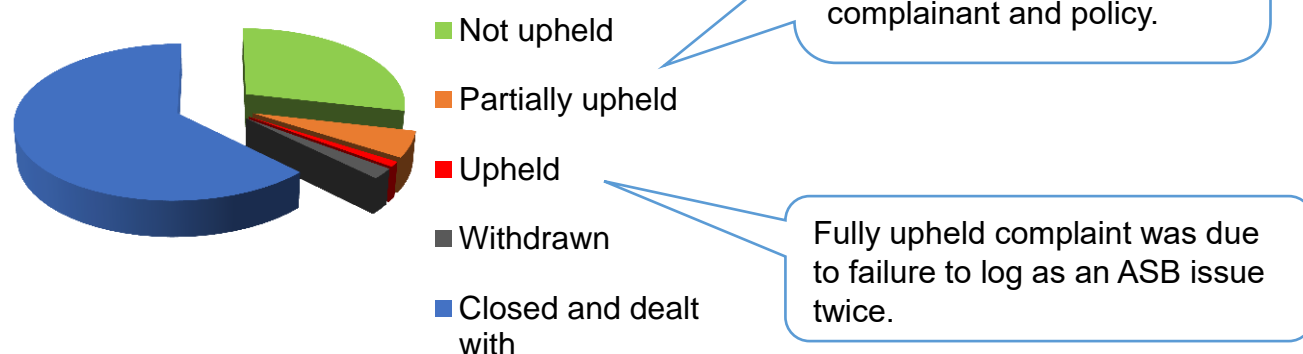 Not upheld
Partially upheld
Upheld
Withdrawn
Closed and dealt
with
complainant and policy.
Fully upheld complaint was due
to failure to log as an ASB issue
twice.